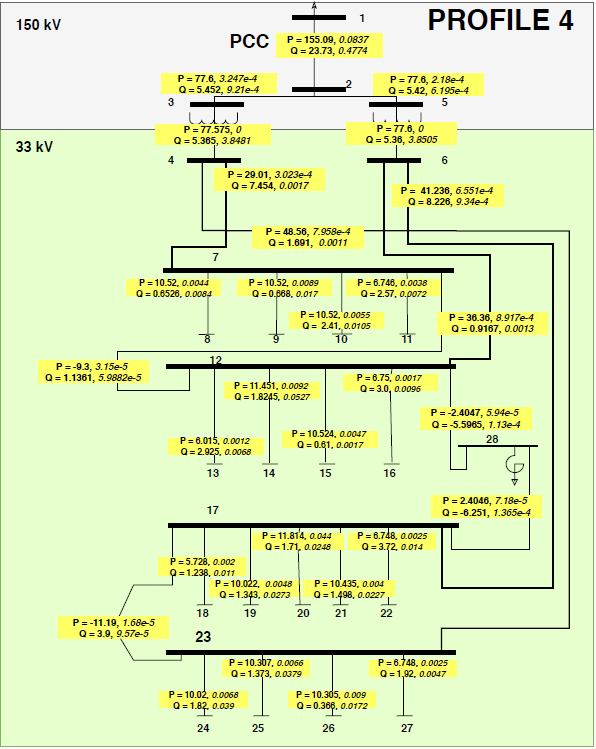 150 kV
PROFILE 4
1
PCC
P = 155.09, 0.0837
Q = 23.73, 0.4774
2
P = 77.6, 3.247e-4
Q = 5.452, 9.21e-4
P = 77.6, 2.18e-4
Q = 5.42, 6.195e-4
3
5
P = 77.575, 0
Q = 5.365, 3.8481
P = 77.6, 0
Q = 5.36, 3.8505
33 kV
4
6
P = 29.01, 3.023e-4
Q = 7.454, 0.0017
P = 41.236, 6.551e-4
Q = 8.226, 9.34e-4
P = 48.56, 7.958e-4
Q = 1.691, 0.0011
7
P = 10.52, 0.0044
Q = 0.6526, 0.0084
P = 10.52, 0.0089
Q = 0.668, 0.017
P = 6.746, 0.0038
Q = 2.57, 0.0072
P = 10.52, 0.0055
Q = 2.41, 0.0105
P = 36.36, 8.917e-4
Q = 0.9167, 0.0013
8
9
10
11
12
P = -9.3, 3.15e-5
Q = 1.1361, 5.9882e-5
P = 11.451, 0.0092
Q = 1.8245, 0.0527
P = 6.75, 0.0017
Q = 3.0, 0.0096
P = -2.4047, 5.94e-5
Q = -5.5965, 1.13e-4
P = 6.015, 0.0012
Q = 2.925, 0.0068
P = 10.524, 0.0047
Q = 0.61, 0.0017
28
13
14
15
16
P = 2.4046, 7.18e-5
Q = -6.251, 1.365e-4
17
P = 11.814, 0.044
Q = 1.71, 0.0248
P = 6.748, 0.0025
Q = 3.72, 0.014
P = 5.728, 0.002
Q = 1.238, 0.011
P = 10.022, 0.0048
Q = 1.343, 0.0273
P = 10.435, 0.004
Q = 1.498, 0.0227
18
19
20
21
22
P = -11.19, 1.68e-5
Q = 3.9, 9.57e-5
23
P = 10.307, 0.0066
Q = 1.373, 0.0379
P = 6.748, 0.0025
Q = 1.92, 0.0047
P = 10.02, 0.0068
Q = 1.82, 0.039
P = 10.305, 0.009
Q = 0.366, 0.0172
24
25
26
27